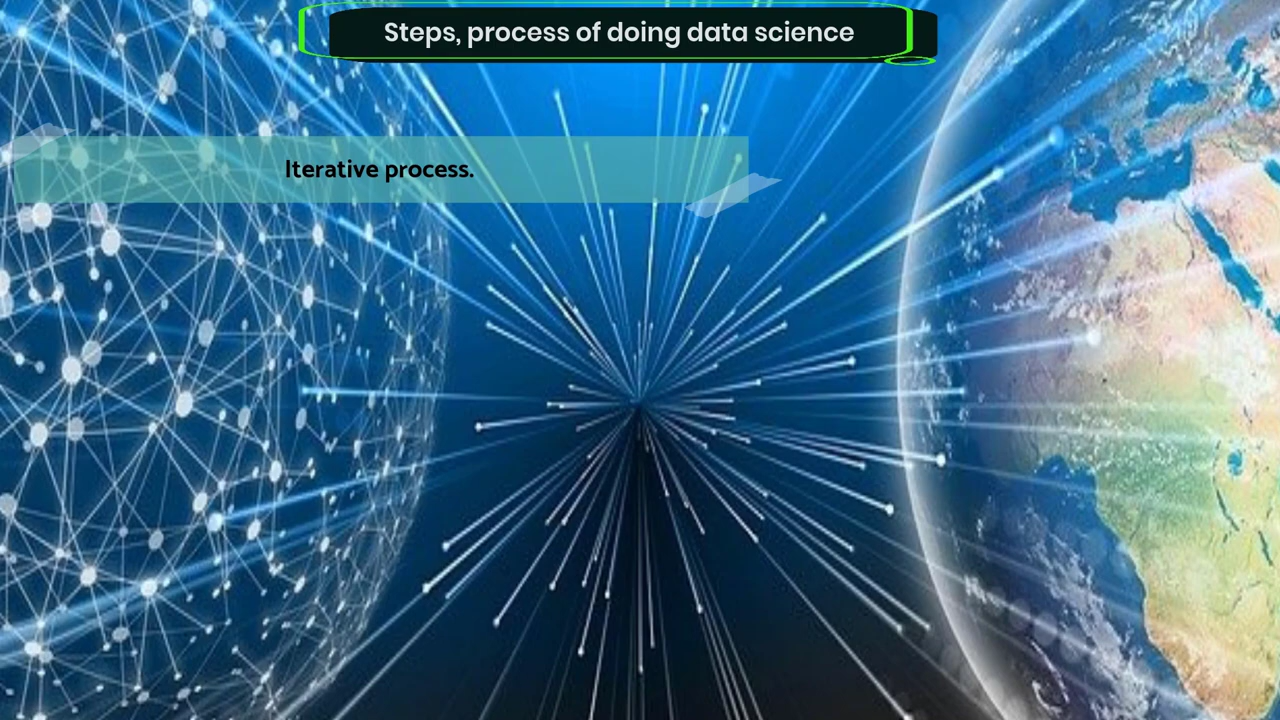 Steps, process of doing data science
Iterative process.